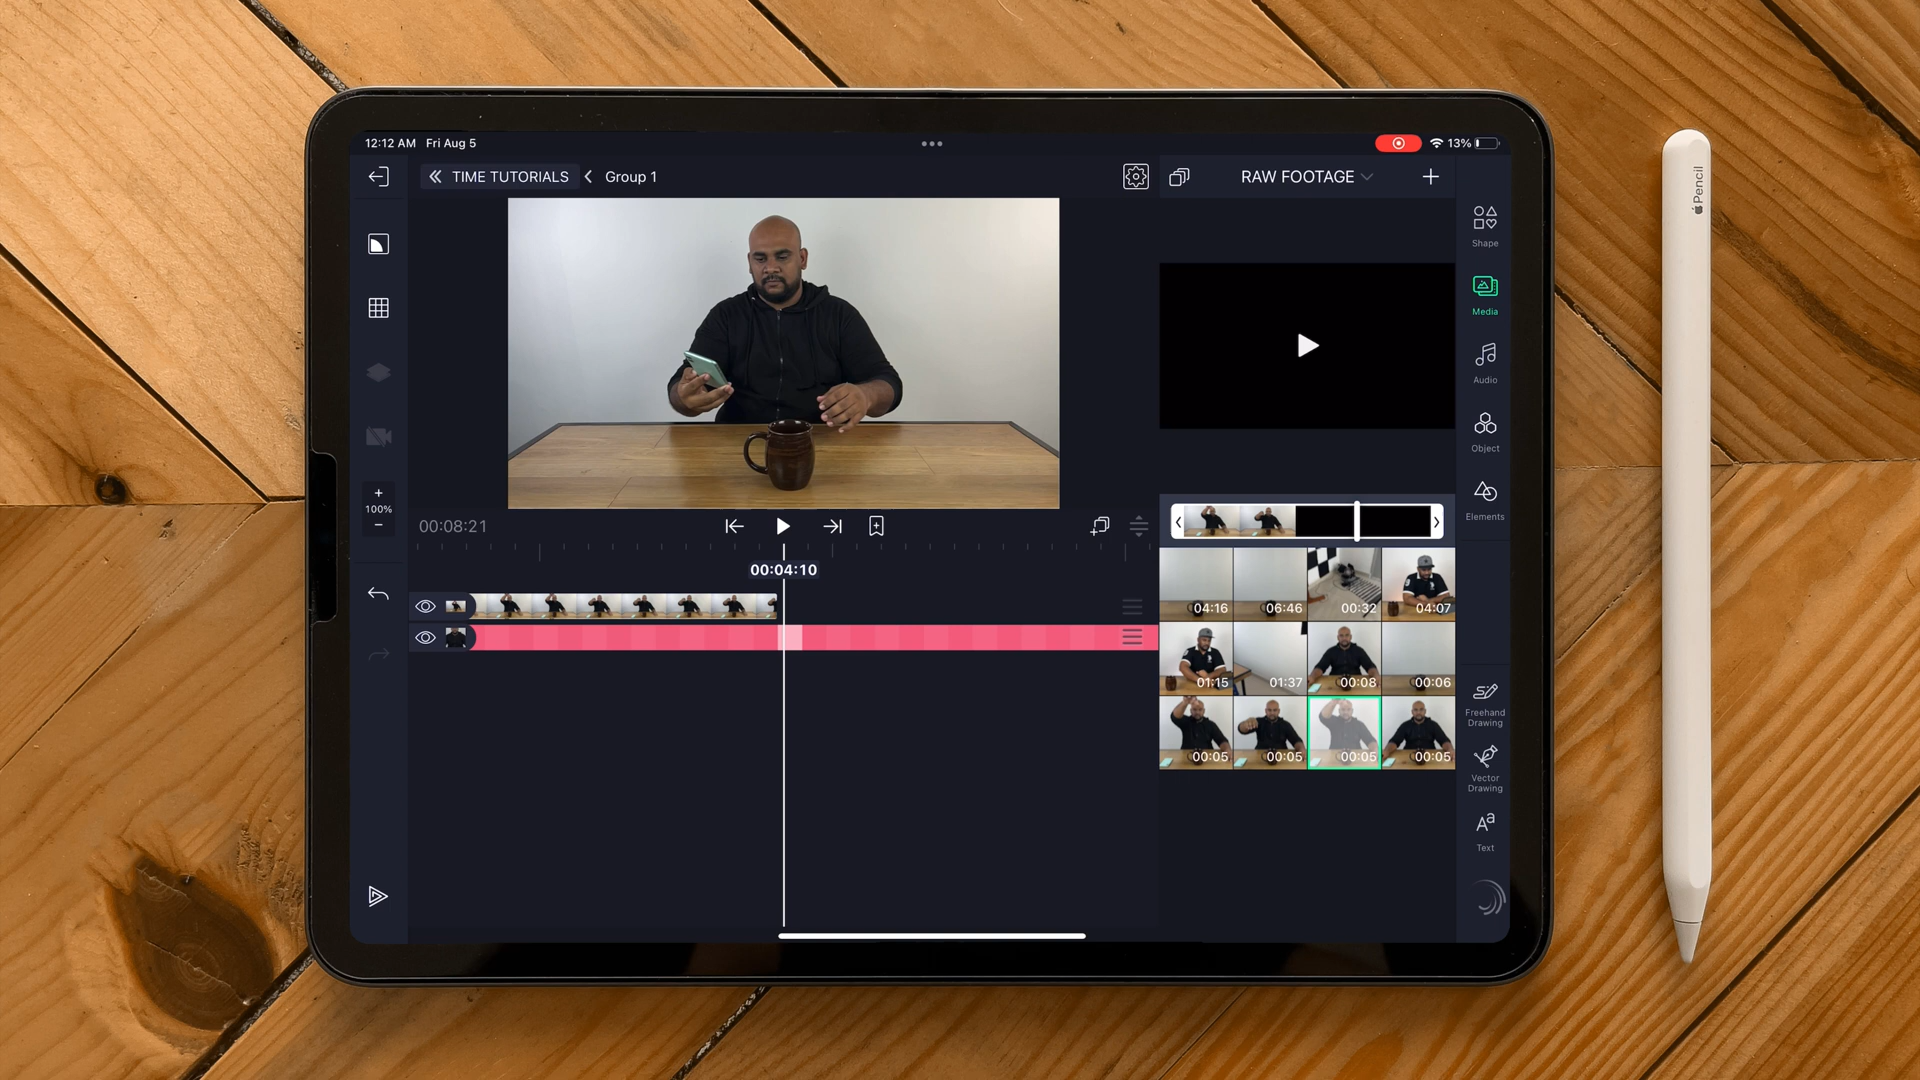 12:12 AM Fri Aug 5
13%
TIME TUTORIALS
Group 1
RAW FOOTAGE
Shape
Media
Audio
Object
Elements
100%
00:08:21
00:04:10
04:16
06:46
00:32
04:07
01:15
01:37
00:08
00:06
00:05
00:05
00:05
00:05
Freehand
Drawing
Vector
Drawing
Text
Pencil